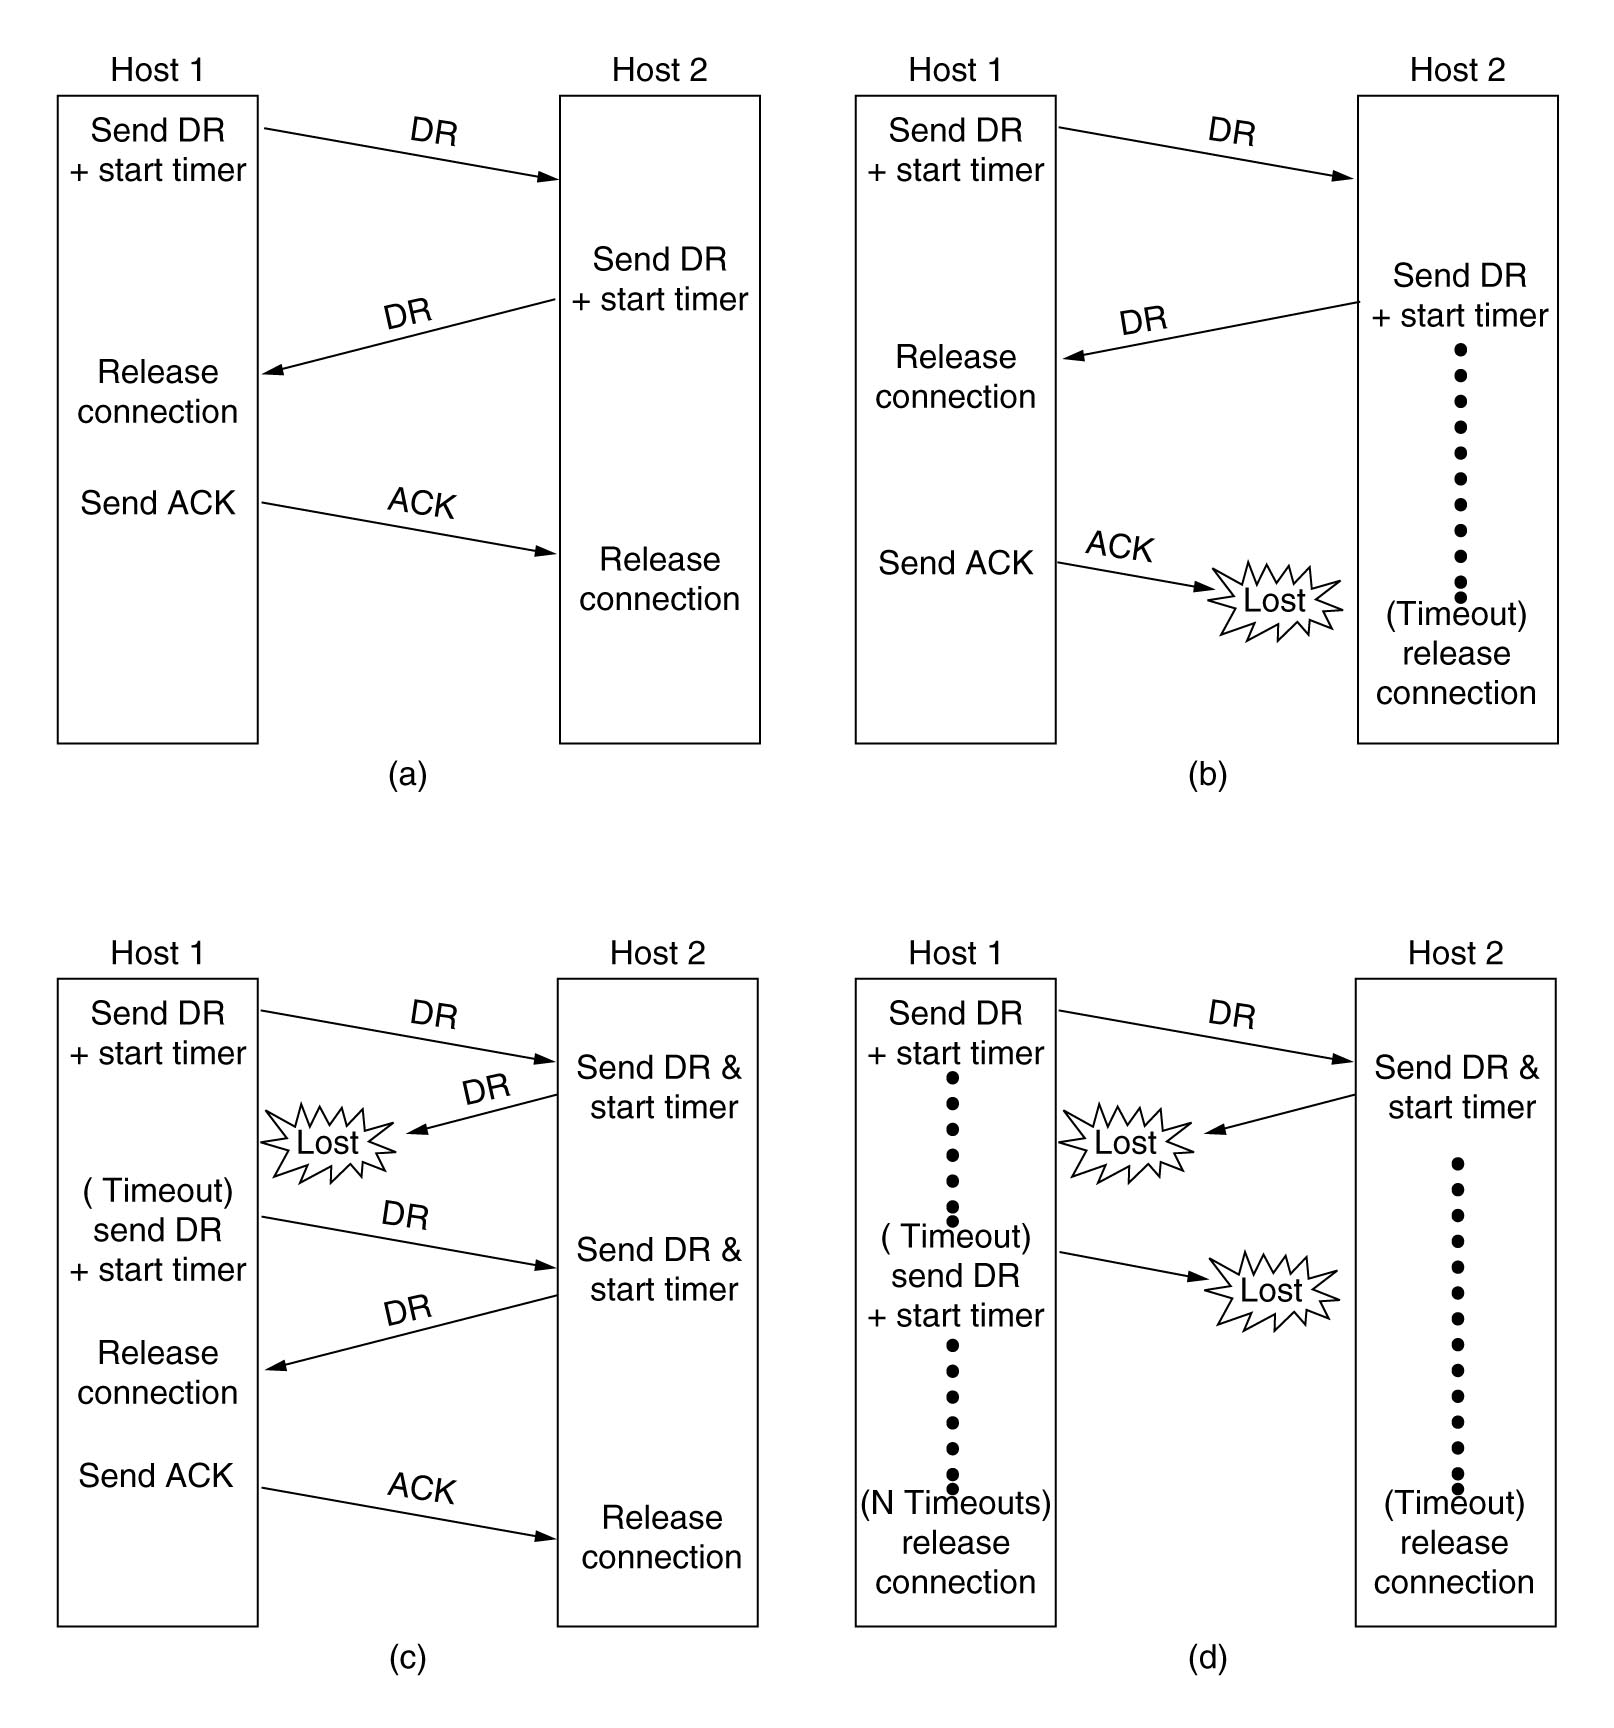 Host 1
Host 2
Send DR
+ start timer
DR
Send DR
+ start timer
DR
Release
connection
Send ACK
ACK
Release
connection
(a)
Host 1
Host 2
Send DR
+ start timer
DR
Send DR
+ start timer
DR
Release
connection
Send ACK
ACK
Lost
(Timeout)
release
connection
(b)
Host 1
Host 2
Send DR
+ start timer
DR
Send DR &
start timer
DR
Lost
( Timeout)
send DR
+ start timer
DR
Send DR &
start timer
DR
Release
connection
Send ACK
ACK
Release
connection
(c)
Host 1
Host 2
Send DR
+ start timer
DR
Send DR &
start timer
Lost
( Timeout)
send DR
+ start timer
Lost
(N Timeouts)
release
connection
(Timeout)
release
connection
(d)